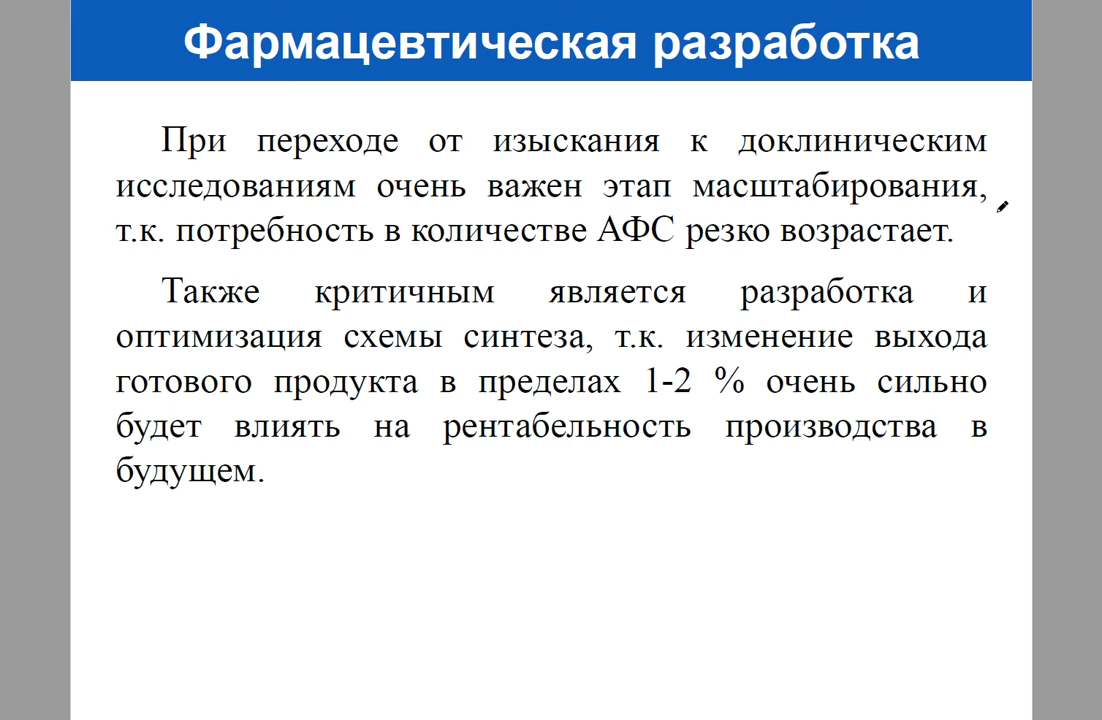 Фармацевтическая разработка
При переходе от изыскания к доклиническим
исследованиям очень важен этап масштабирования,
т.к. потребность в количестве АФС резко возрастает.
Также критичным является разработка и
оптимизация схемы синтеза, т.к. изменение выхода
готового продукта в пределах 1-2 % очень сильно
будет влиять на рентабельность производства в
будущем.